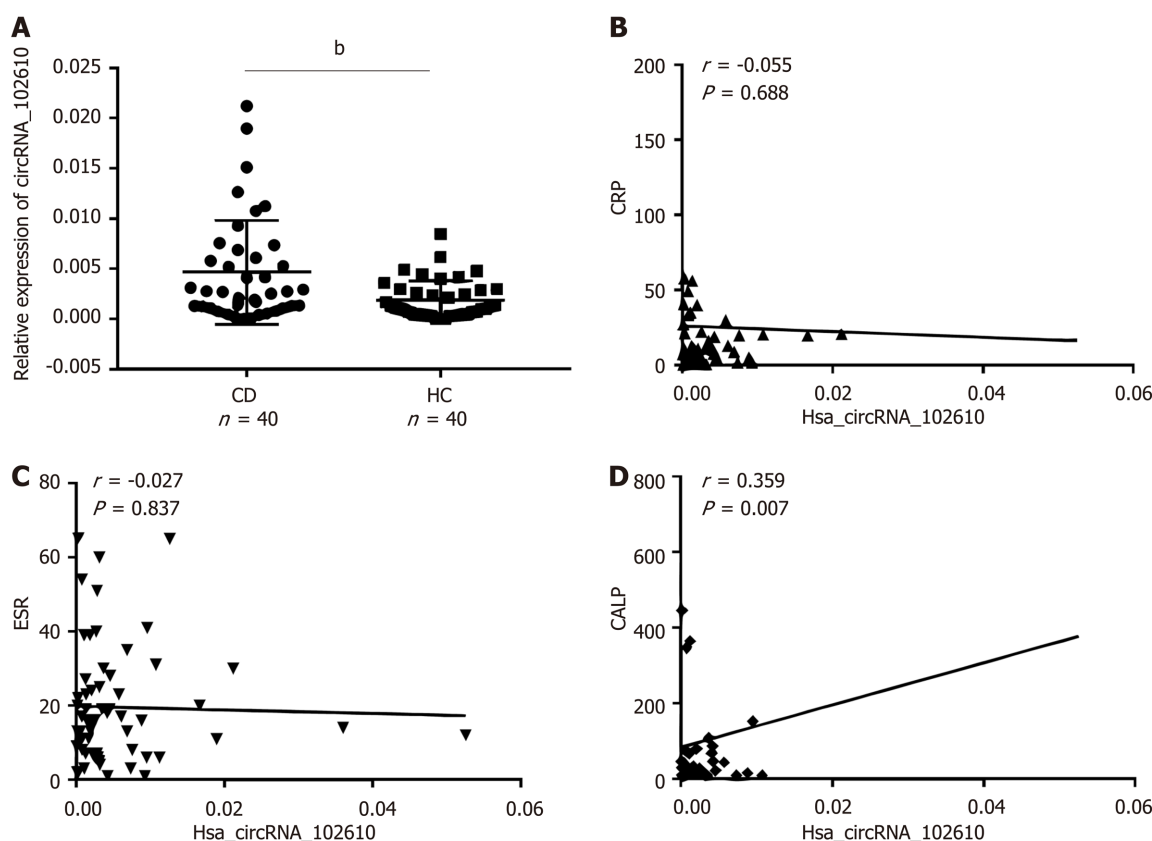 A
b
Relative expression of circRNA_102610
0.025
0.020
0.015
0.010
0.005
0.000
-0.005
CD
HC
n = 40
n = 40
B
r = -0.055
P = 0.688
CRP
200
150
100
50
0
0.00
0.02
0.04
0.06
Hsa_circRNA_102610
C
r = -0.027
P = 0.837
ESR
80
60
40
20
0
0.00
0.02
0.04
0.06
Hsa_circRNA_102610
D
r = 0.359
P = 0.007
CALP
800
600
400
200
0
0.00
0.02
0.04
0.06
Hsa_circRNA_102610